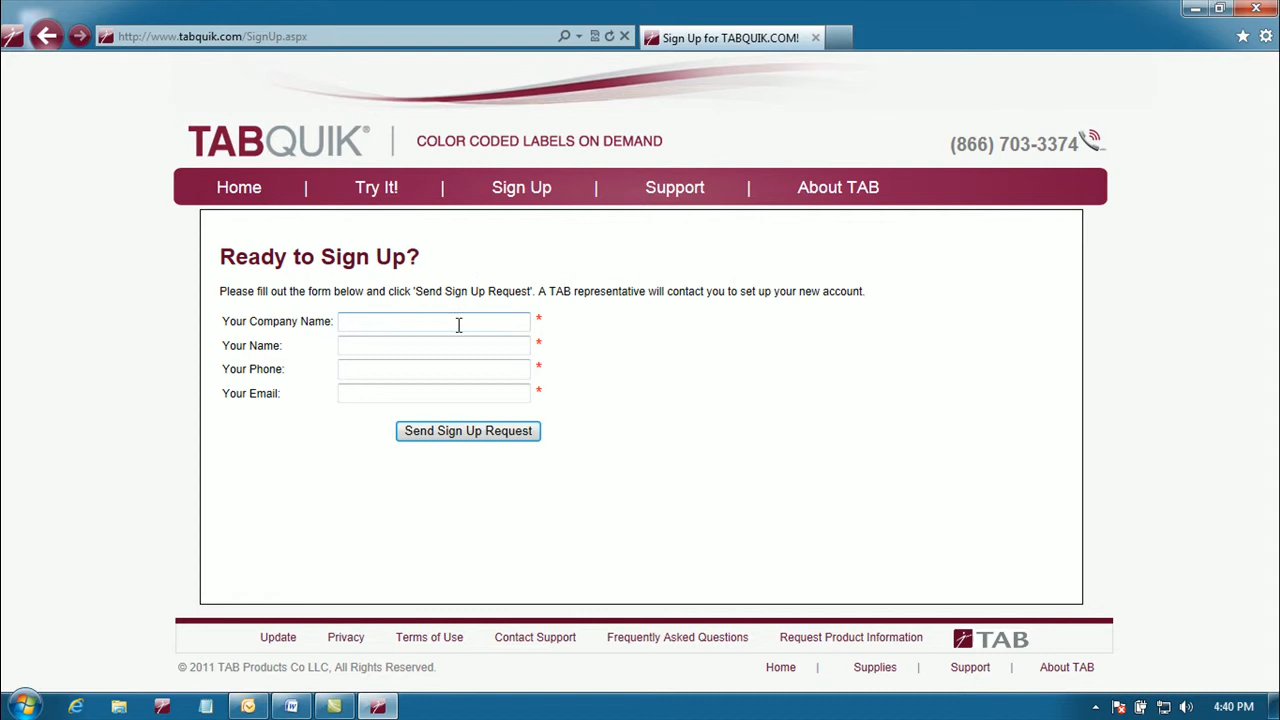 http://www.tabquik.com/SignUp.aspx
Sign Up for TABQUIK.COM!
TABQUIK® | COLOR CODED LABELS ON DEMAND
(866) 703-3374
Home | Try It! | Sign Up | Support | About TAB
Ready to Sign Up?
Please fill out the form below and click 'Send Sign Up Request'. A TAB representative will contact you to set up your new account.
Your Company Name: *
Your Name: *
Your Phone: *
Your Email: *
Send Sign Up Request
Update Privacy Terms of Use Contact Support Frequently Asked Questions Request Product Information TAB
© 2011 TAB Products Co LLC, All Rights Reserved. Home | Supplies | Support | About TAB
4:40 PM